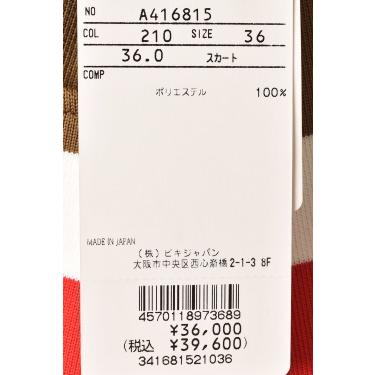 NO A416815
COL 210 SIZE 36
36.0 スカート
COMP
ポリエステル 100%
MADE IN JAPAN
(株) ビキジャパン
大阪市中央区西心斎橋2-1-3 8F
4570118973689
¥36,000
(税込 ¥39,600)
341681521036